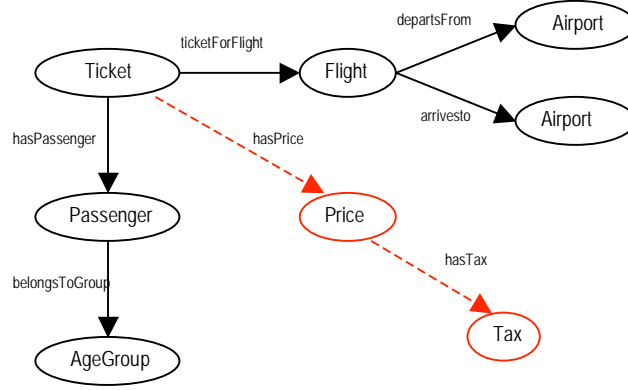 departsFrom
Airport
ticketForFlight
Ticket
Flight
arrivesto
Airport
hasPassenger
hasPrice
Passenger
Price
hasTax
belongsToGroup
Tax
AgeGroup